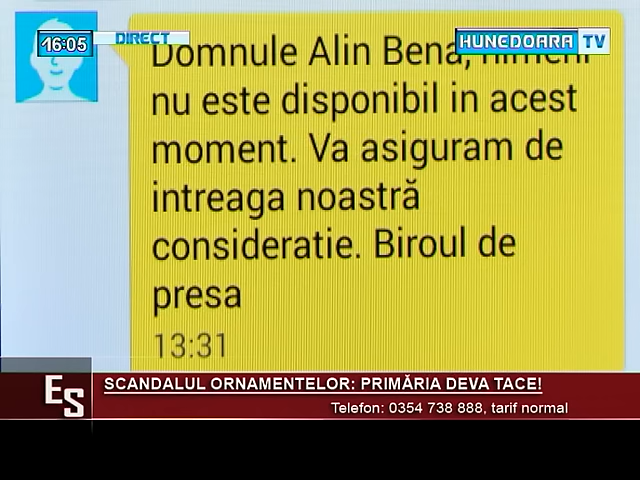 16:05 DIRECT
HUNEDOARA TV
Domnule Alin Bena, nimeni
nu este disponibil in acest
moment. Va asiguram de
intreaga noastră
consideratie. Biroul de
presa
13:31
ES
SCANDALUL ORNAMENTELOR: PRIMĂRIA DEVA TACE!
Telefon: 0354 738 888, tarif normal